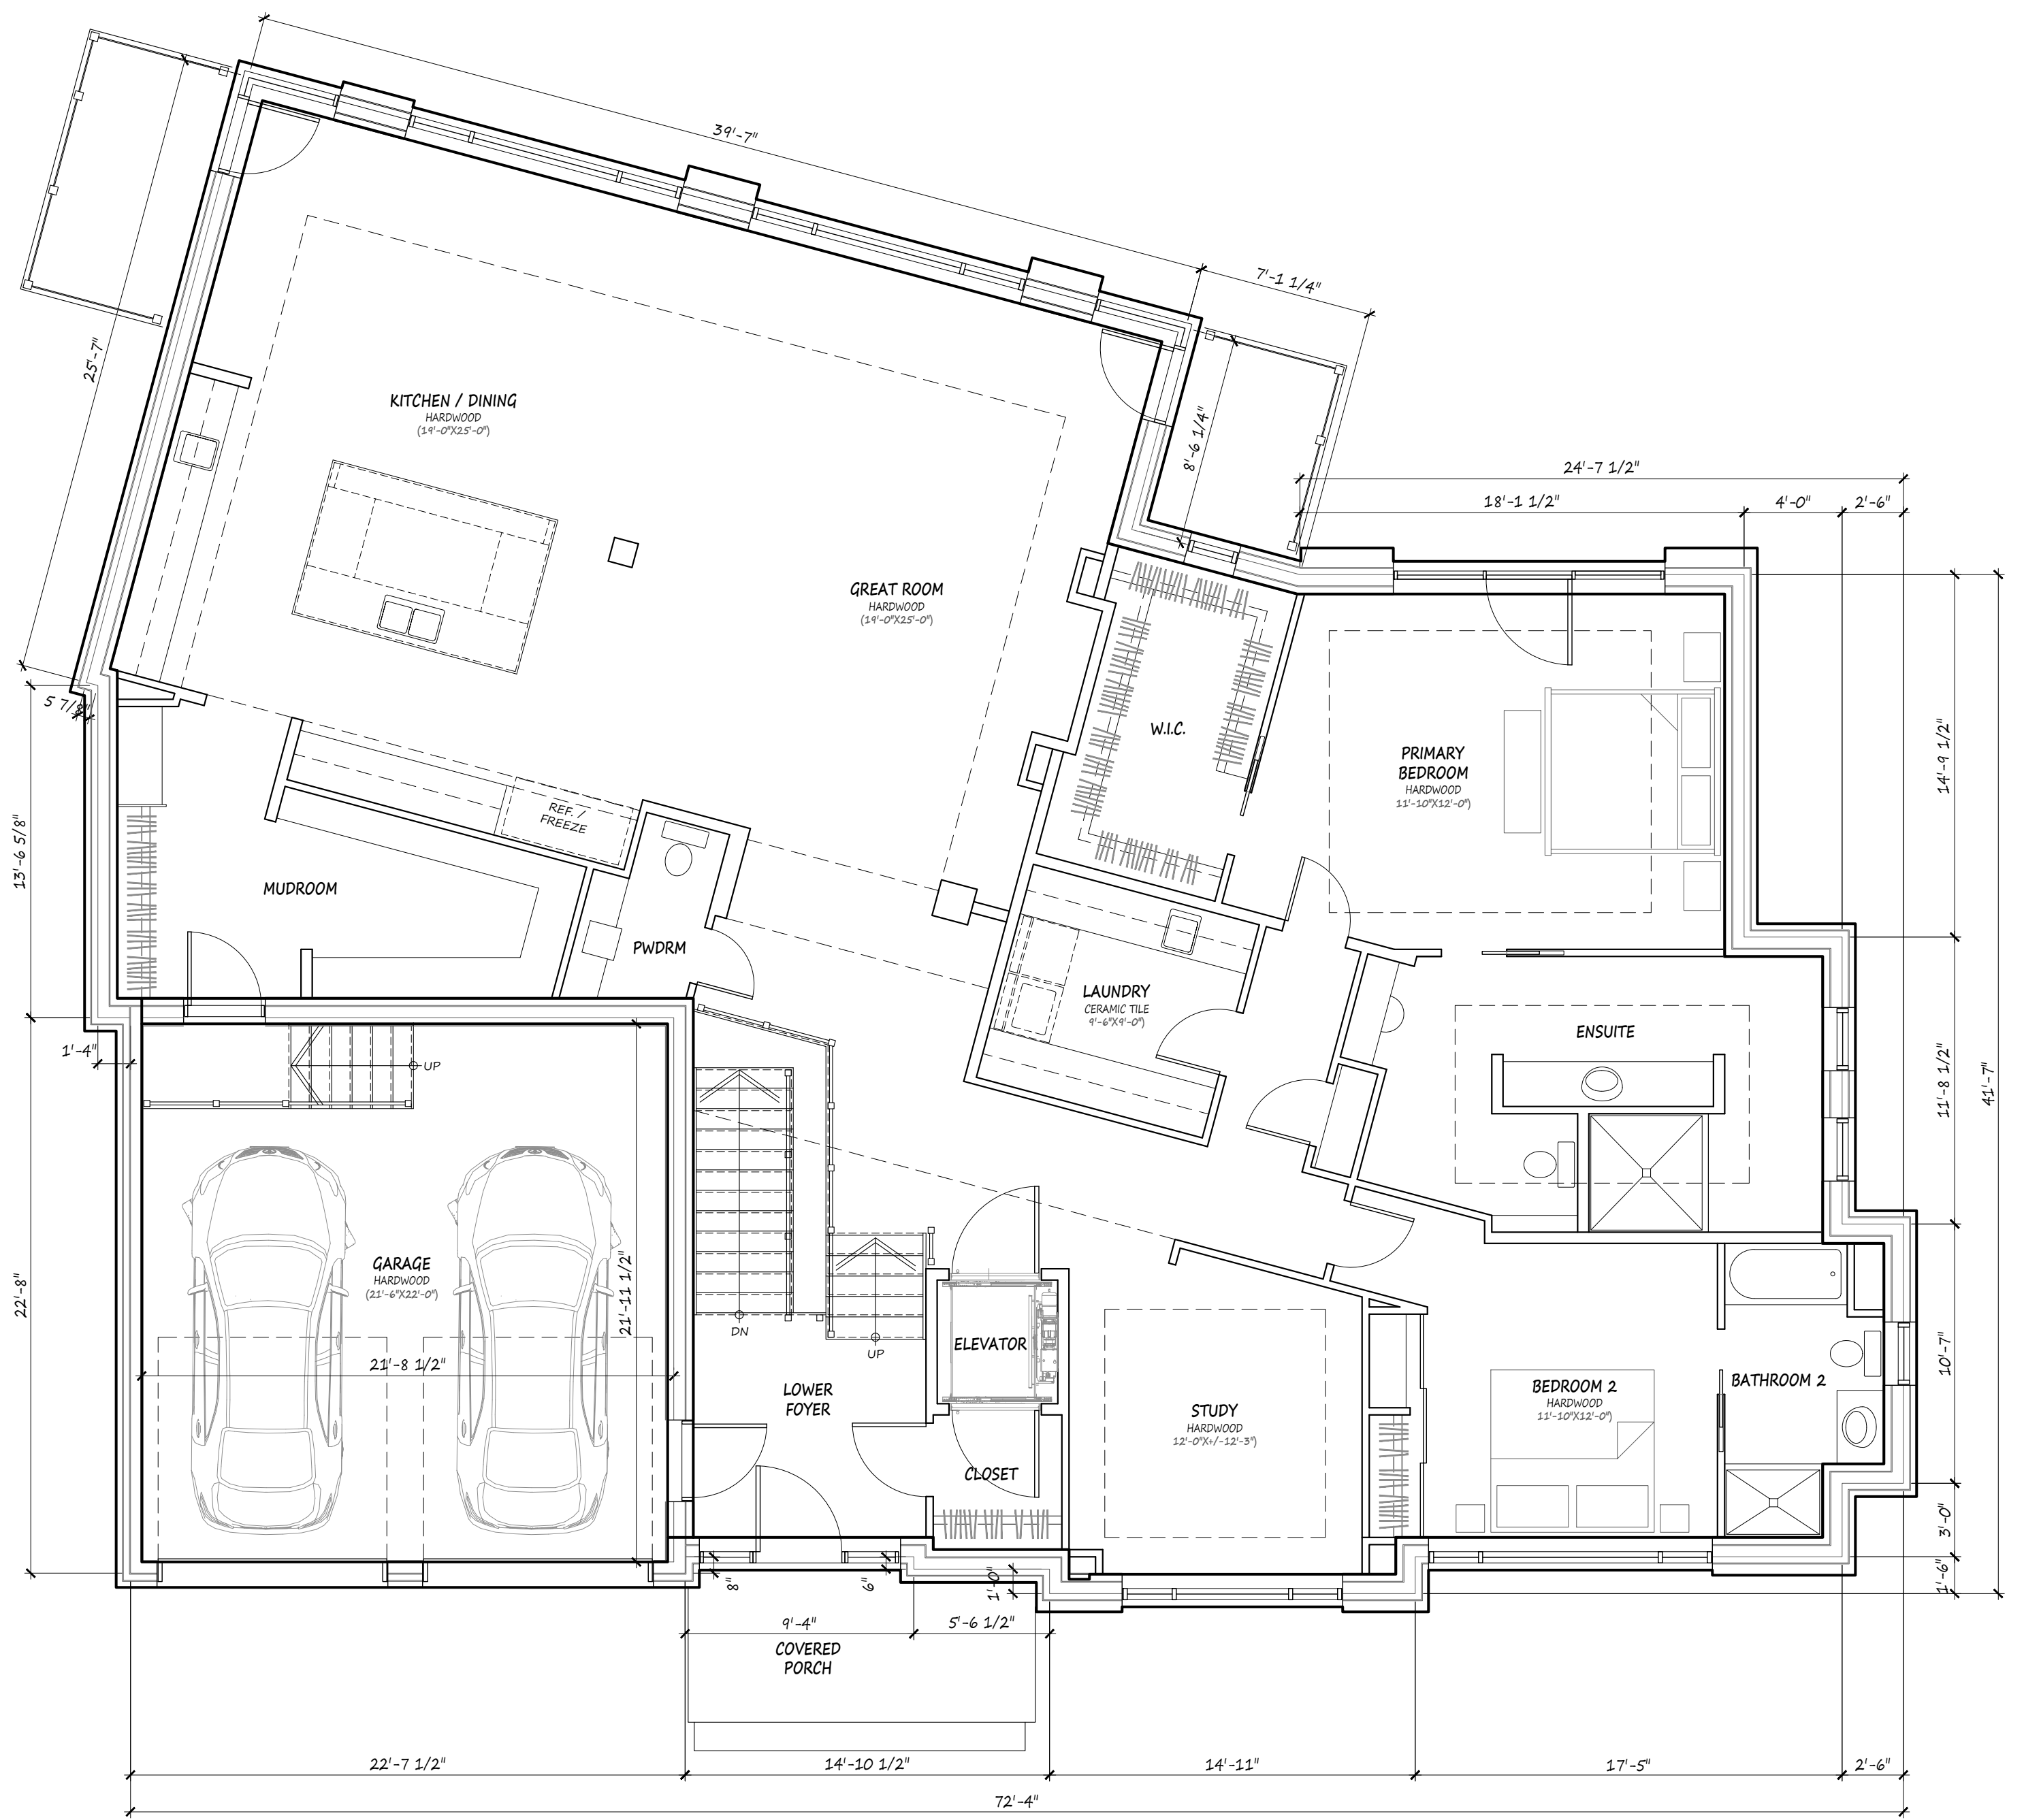 39'-7"
7'-1 1/4"
25'-7"
8'-6 1/4"
24'-7 1/2"
18'-1 1/2"
4'-0"
2'-6"
KITCHEN / DINING
HARDWOOD
(19'-0"X25'-0")
GREAT ROOM
HARDWOOD
(19'-0"X25'-0")
5 7/8"
W.I.C.
PRIMARY
BEDROOM
HARDWOOD
11'-10"X12'-0")
14'-9 1/2"
REF. /
FREEZE
13'-6 5/8"
MUDROOM
PWDRM
LAUNDRY
CERAMIC TILE
9'-6"X9'-0")
ENSUITE
1'-4"
UP
11'-8 1/2"
41'-7"
GARAGE
HARDWOOD
(21'-6"X22'-0")
21'-11 1/2"
22'-8"
21'-8 1/2"
DN
UP
ELEVATOR
LOWER
FOYER
STUDY
HARDWOOD
12'-0"X+/-12'-3")
BEDROOM 2
HARDWOOD
11'-10"X12'-0")
BATHROOM 2
10'-7"
CLOSET
3'-0"
8"
6"
1'-0"
1'-6"
9'-4"
5'-6 1/2"
COVERED
PORCH
22'-7 1/2"
14'-10 1/2"
14'-11"
17'-5"
2'-6"
72'-4"